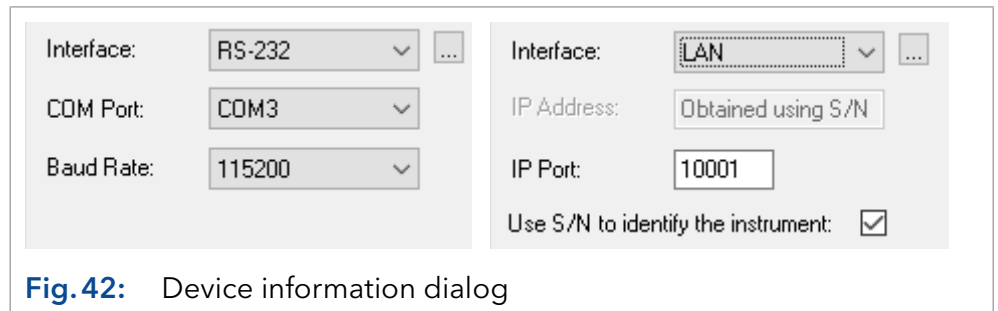 Interface: RS-232 ...
COM Port: COM3
Baud Rate: 115200
Interface: LAN ...
IP Address: Obtained using S/N
IP Port: 10001
Use S/N to identify the instrument:
Fig. 42: Device information dialog